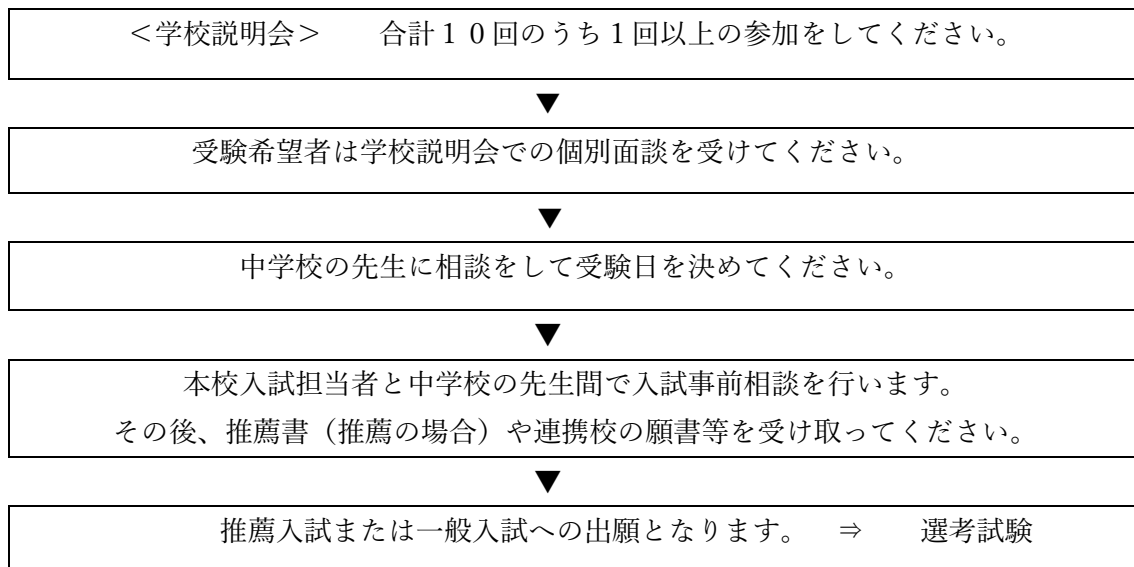 <学校説明会>　　合計１０回のうち１回以上の参加をしてください。
▼
受験希望者は学校説明会での個別面談を受けてください。
▼
中学校の先生に相談をして受験日を決めてください。
▼
本校入試担当者と中学校の先生間で入試事前相談を行います。
その後、推薦書（推薦の場合）や連携校の願書等を受け取ってください。
▼
推薦入試または一般入試への出願となります。　⇒　　選考試験